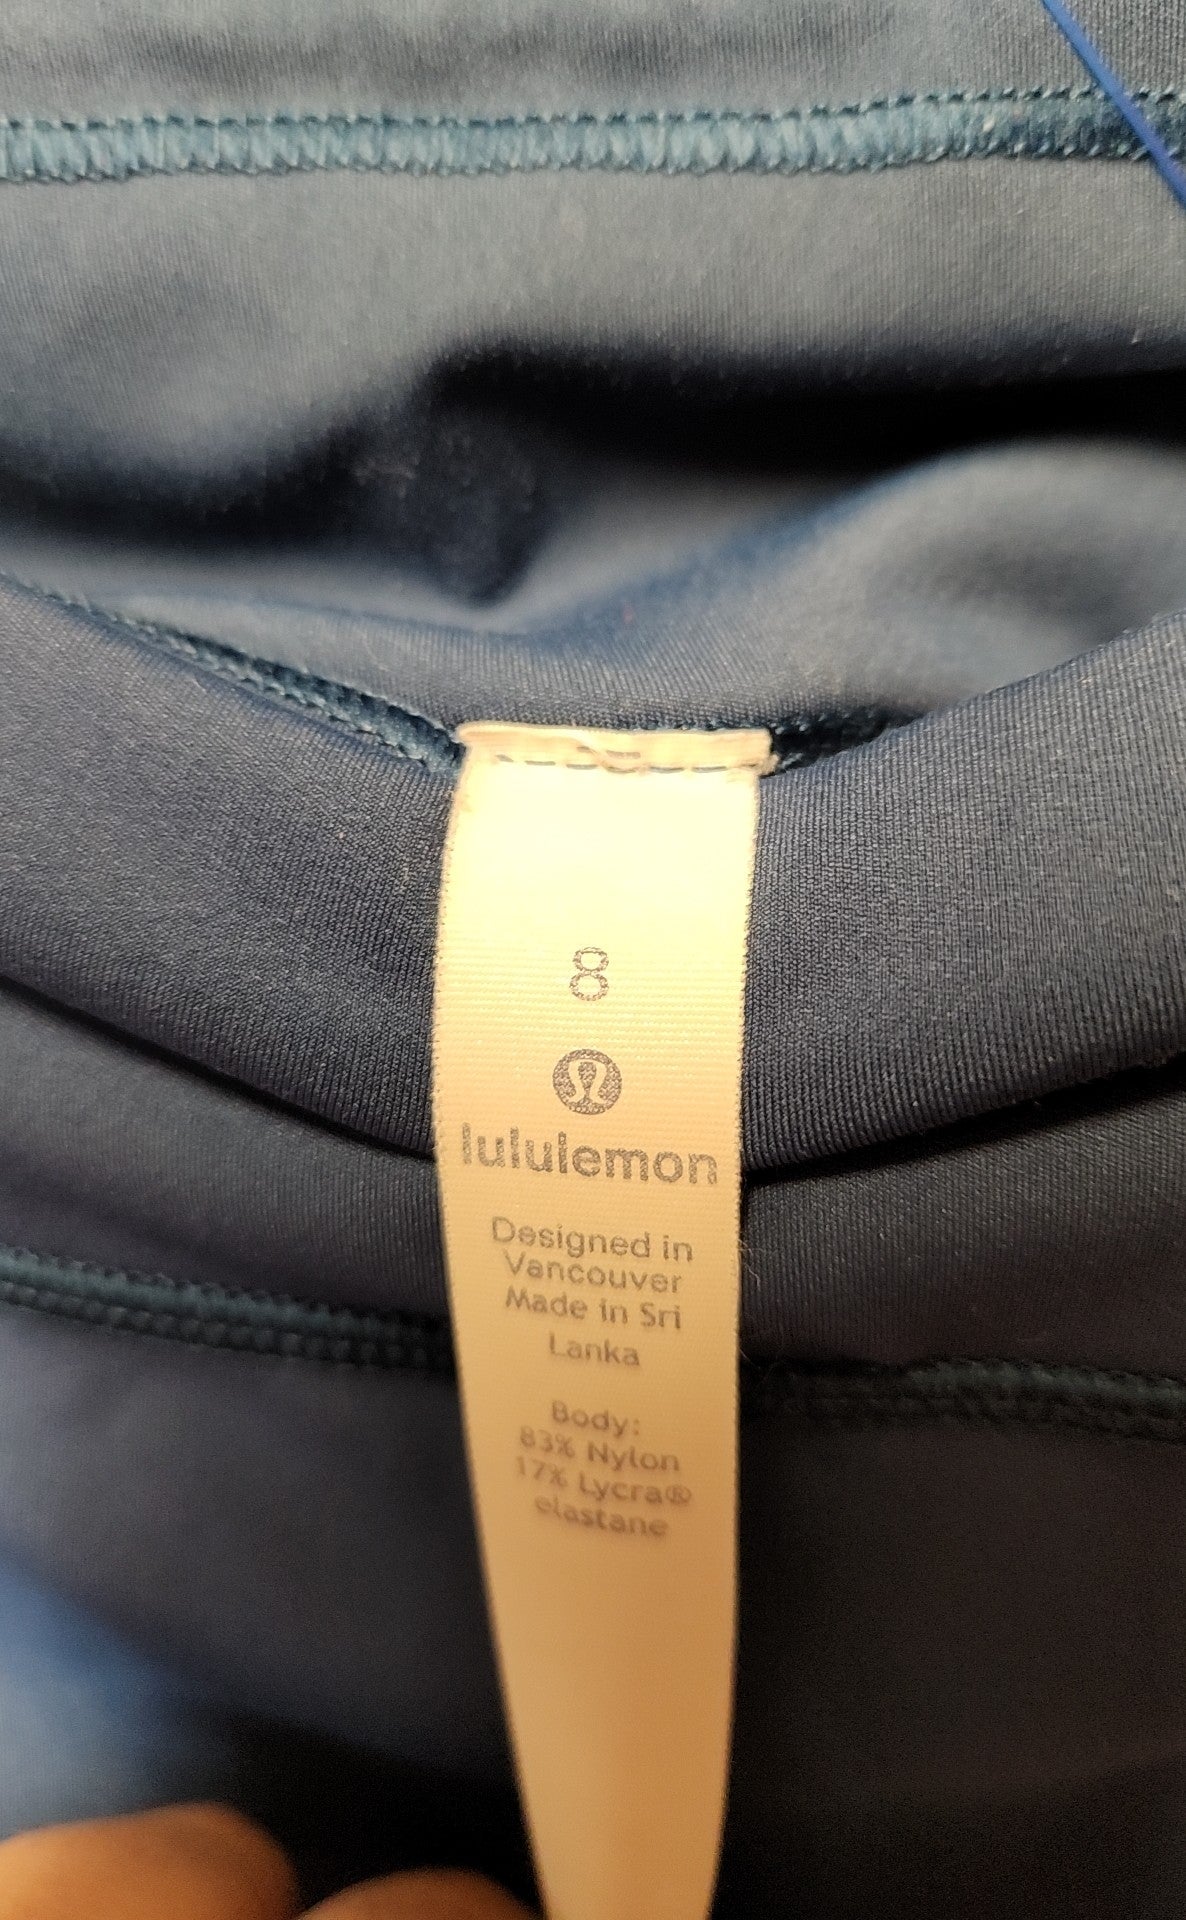 8
lululemon
Designed in
Vancouver
Made in Sri
Lanka
Body:
83% Nylon
17% Lycra®
elastane